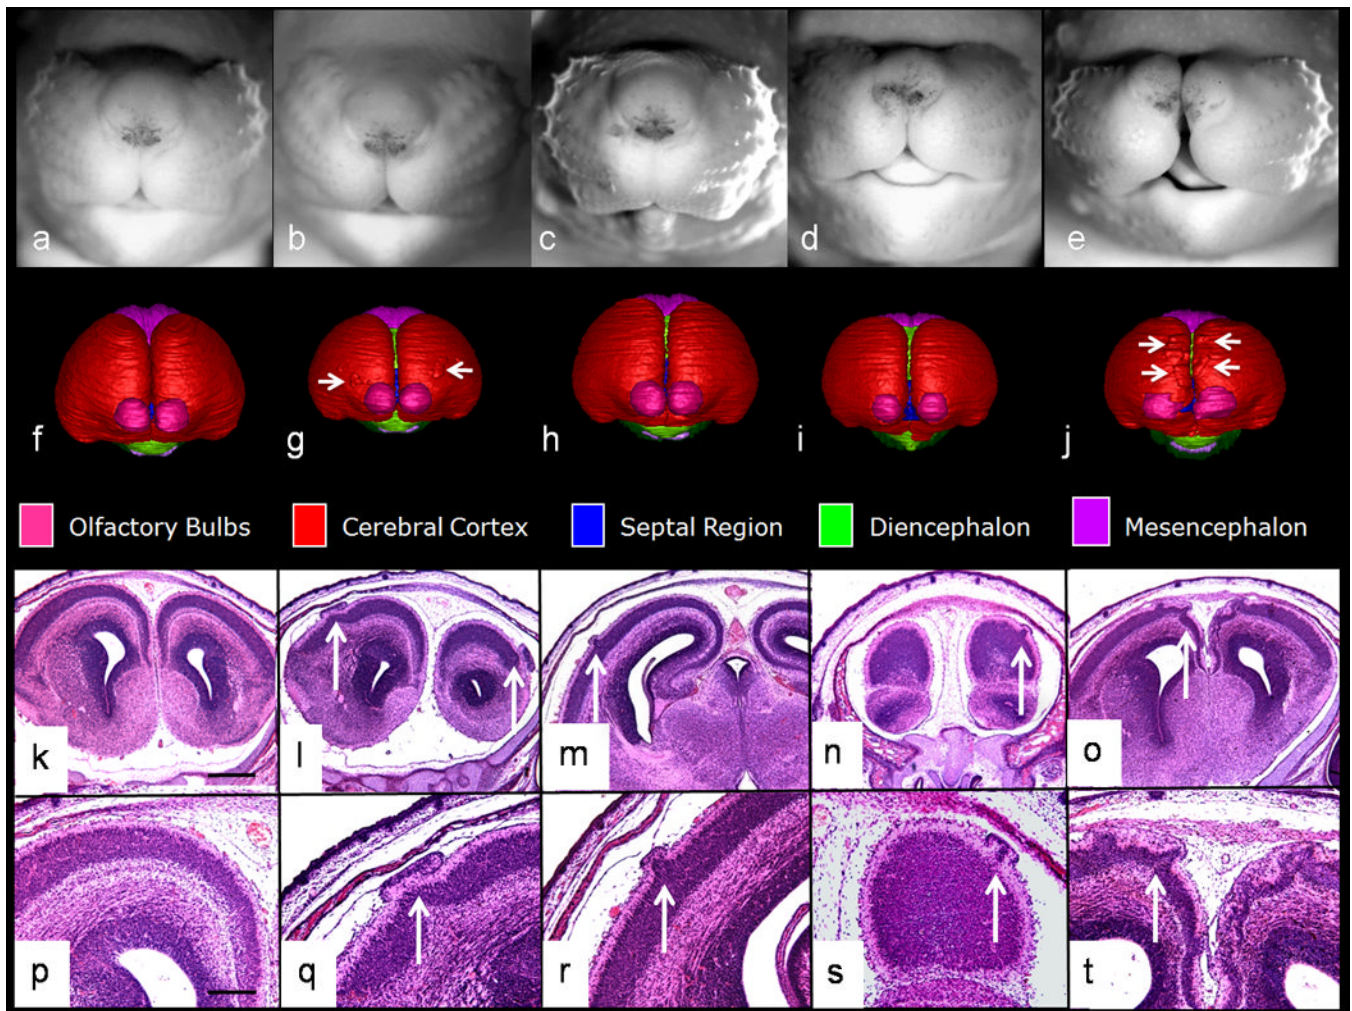 a b c d e
f g h i j
Olfactory Bulbs Cerebral Cortex Septal Region Diencephalon Mesencephalon
k l m n o
p q r s t